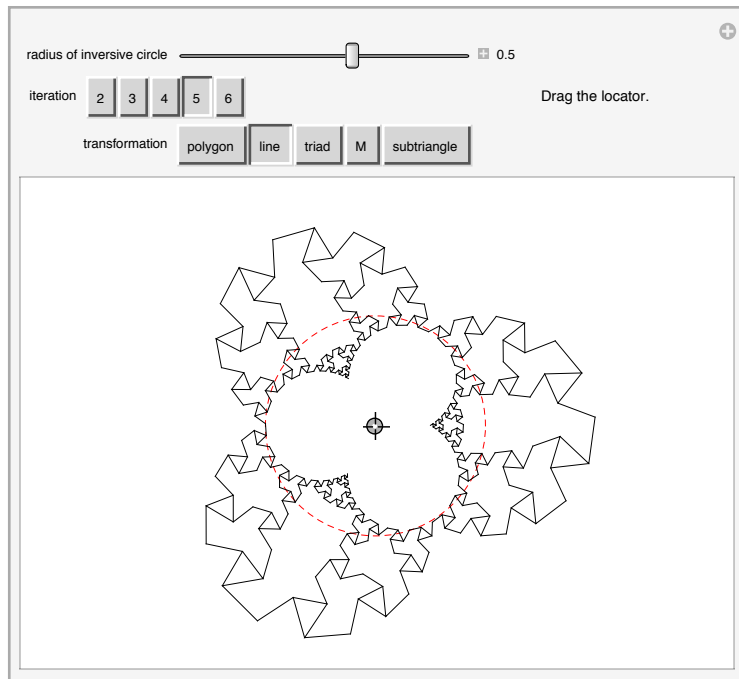 radius of inversive circle 0.5
iteration 2 3 4 5 6 Drag the locator.
transformation polygon line triad M subtriangle